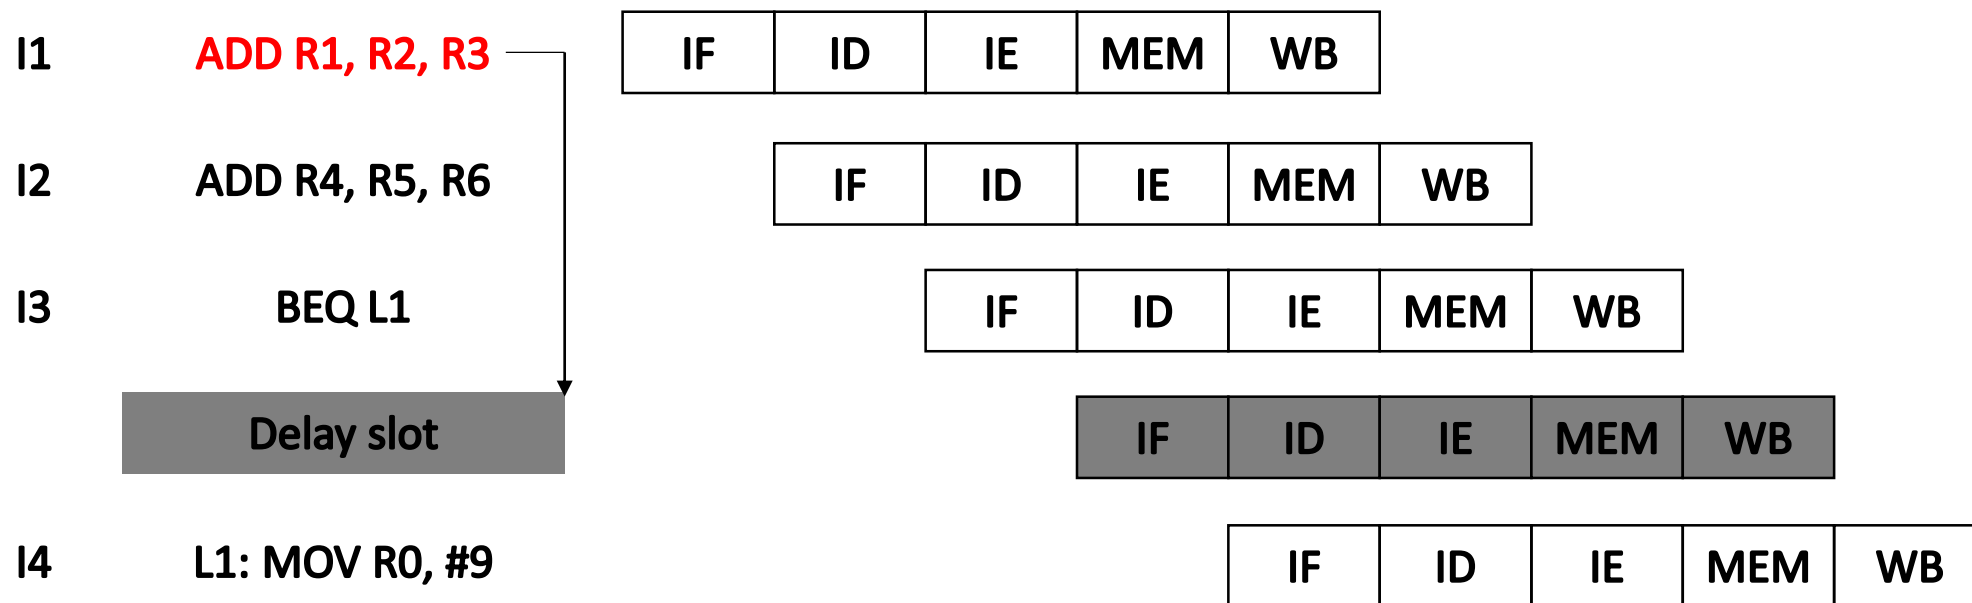 I1 ADD R1, R2, R3 IF ID IE MEM WB
I2 ADD R4, R5, R6 IF ID IE MEM WB
I3 BEQ L1 IF ID IE MEM WB
Delay slot IF ID IE MEM WB
I4 L1: MOV R0, #9 IF ID IE MEM WB